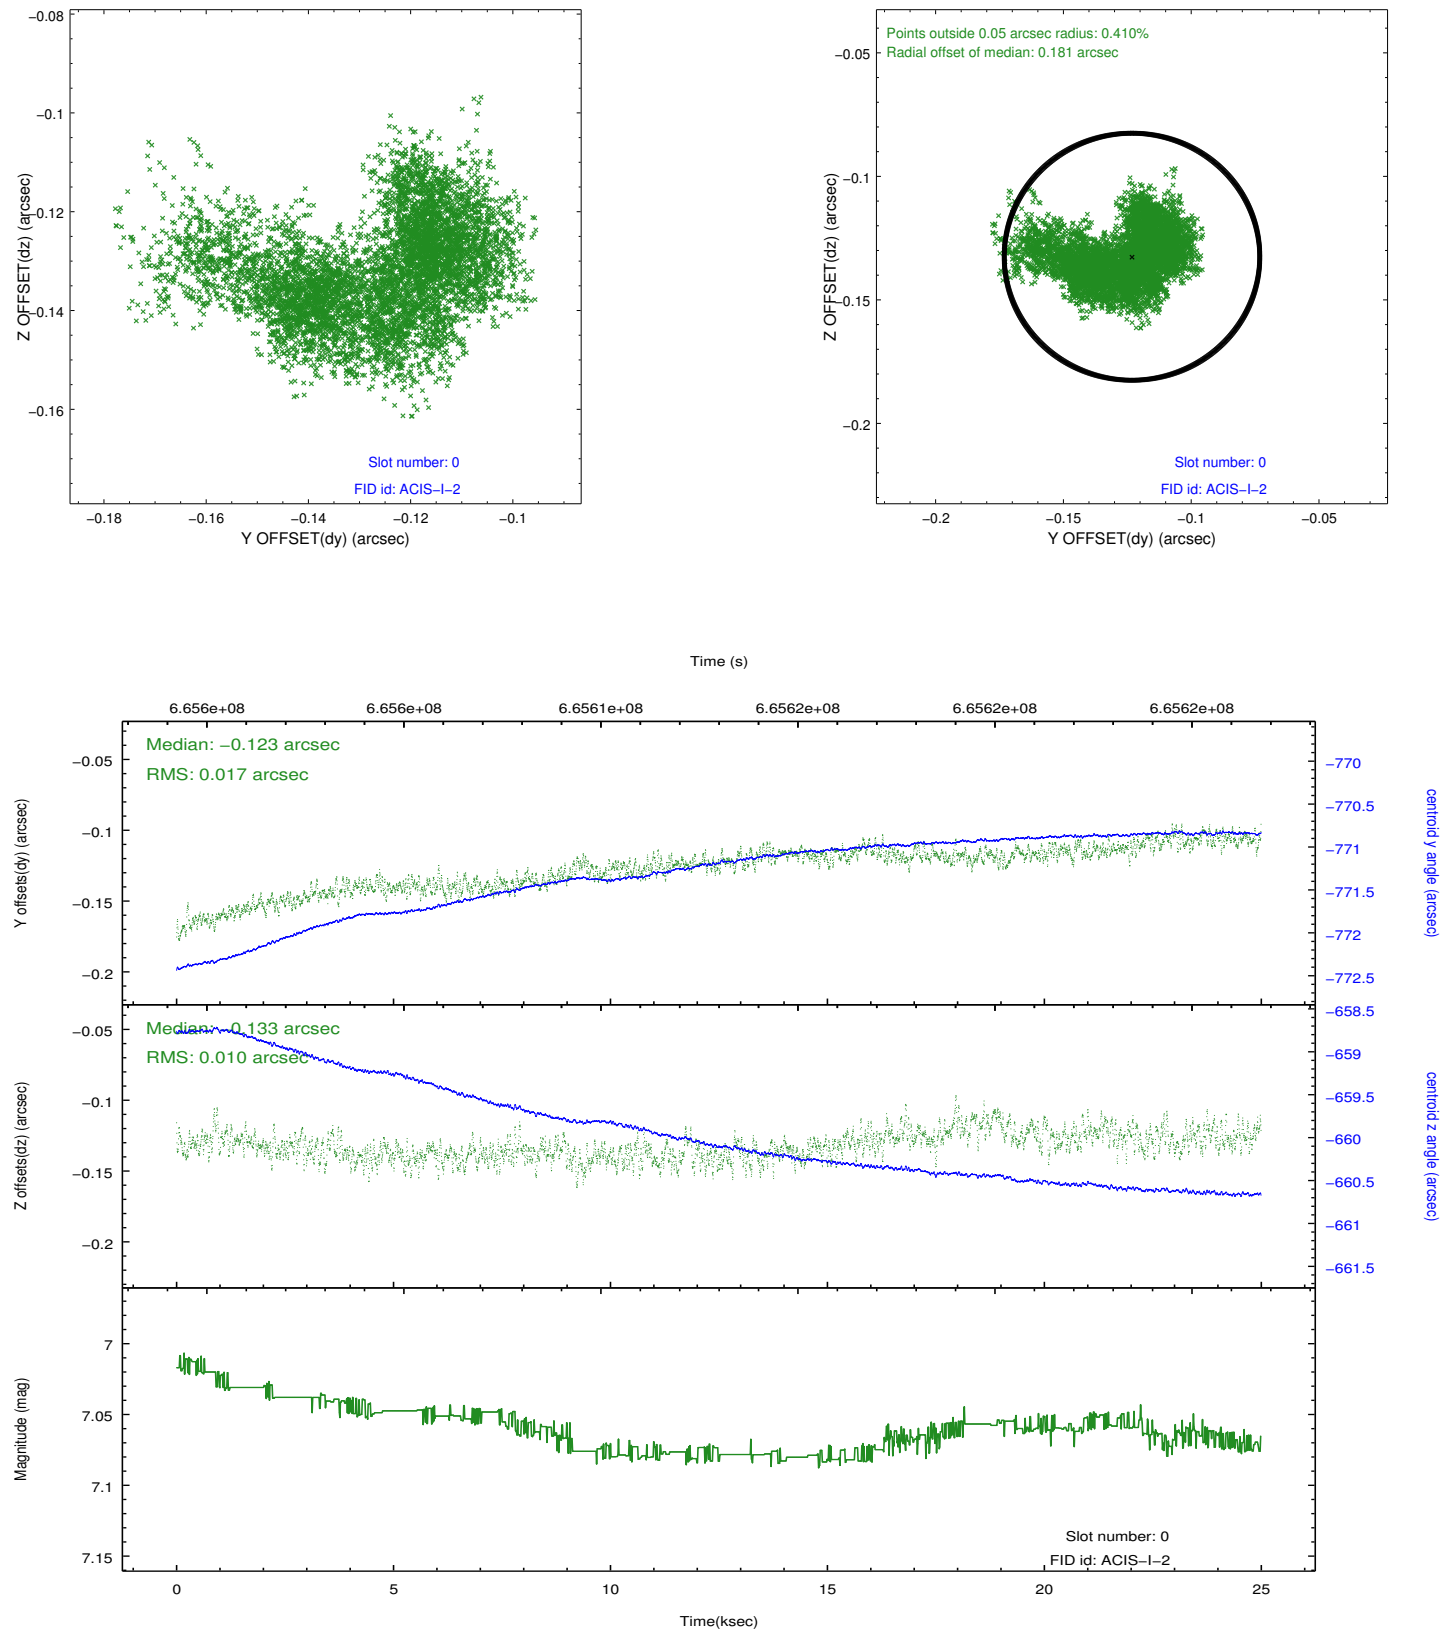 −0.08
−0.1
−0.12
−0.14
−0.16
Z OFFSET(dz) (arcsec)
Slot number: 0
FID id: ACIS−I−2
−0.18
−0.16
−0.14
−0.12
−0.1
Y OFFSET(dy) (arcsec)
Points outside 0.05 arcsec radius: 0.410%
Radial offset of median: 0.181 arcsec
−0.05
−0.1
−0.15
−0.2
Z OFFSET(dz) (arcsec)
Slot number: 0
FID id: ACIS−I−2
−0.2
−0.15
−0.1
−0.05
Y OFFSET(dy) (arcsec)
Time (s)
6.656e+08
6.656e+08
6.6561e+08
6.6562e+08
6.6562e+08
6.6562e+08
Median: −0.123 arcsec
RMS: 0.017 arcsec
−0.05
−0.1
−0.15
−0.2
Y offsets(dy) (arcsec)
−770
−770.5
−771
−771.5
−772
−772.5
centroid y angle (arcsec)
Median: −0.133 arcsec
RMS: 0.010 arcsec
−0.05
−0.1
−0.15
−0.2
Z offsets(dz) (arcsec)
−658.5
−659
−659.5
−660
−660.5
−661
−661.5
centroid z angle (arcsec)
7
7.05
7.1
7.15
Magnitude (mag)
Slot number: 0
FID id: ACIS−I−2
0
5
10
15
20
25
Time(ksec)